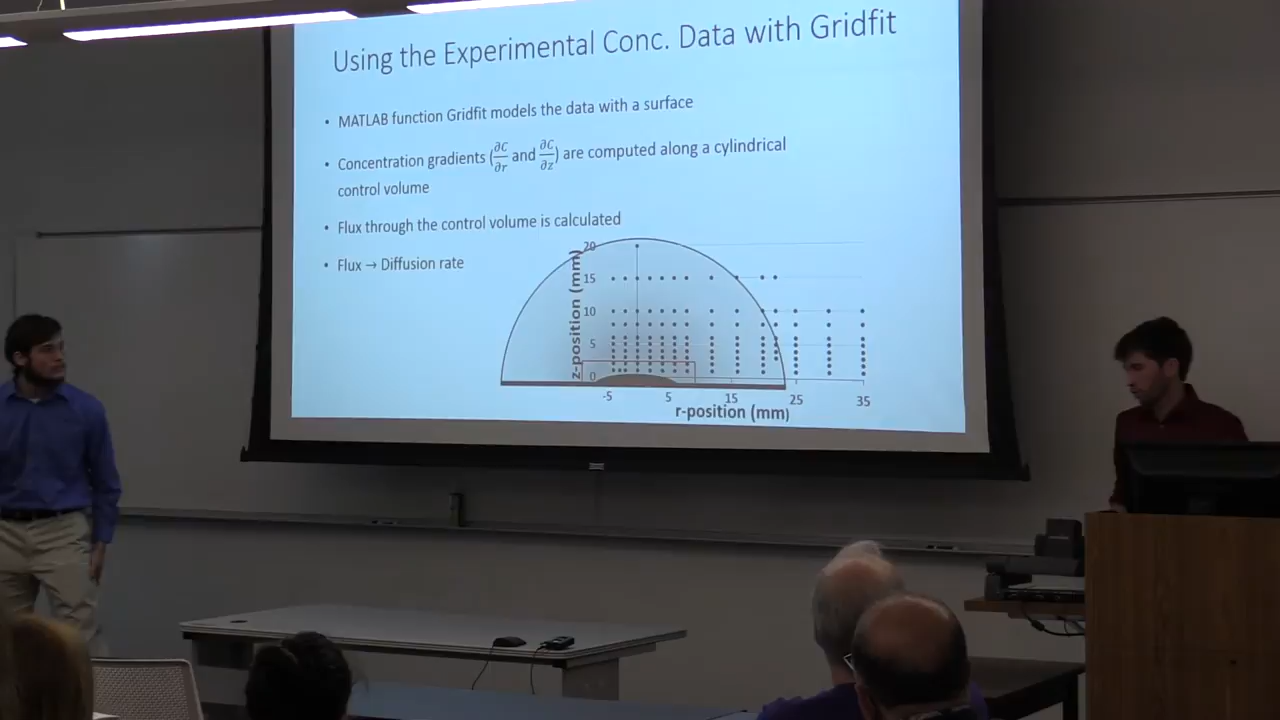 Using the Experimental Conc. Data with Gridfit
• MATLAB function Gridfit models the data with a surface
• Concentration gradients (∂C/∂r and ∂C/∂z) are computed along a cylindrical
control volume
• Flux through the control volume is calculated
• Flux → Diffusion rate
z-position (mm)
20
15
10
5
0
-5 5 15 25 35
r-position (mm)